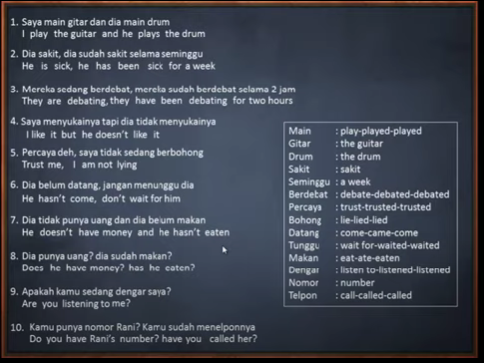 1. Saya main gitar dan dia main drum
I play the guitar and he plays the drum
2. Dia sakit, dia sudah sakit selama seminggu
He is sick, he has been sick for a week
3. Mereka sedang berdebat, mereka sudah berdebat selama 2 jam
They are debating, they have been debating for two hours
4. Saya menyukainya tapi dia tidak menyukainya
I like it but he doesn't like it
5. Percaya deh, saya tidak sedang berbohong
Trust me, I am not lying
6. Dia belum datang, jangan menunggu dia
He hasn't come, don't wait for him
7. Dia tidak punya uang dan dia belum makan
He doesn't have money and he hasn't eaten
8. Dia punya uang? dia sudah makan?
Does he have money? has he eaten?
9. Apakah kamu sedang dengar saya?
Are you listening to me?
10. Kamu punya nomor Rani? Kamu sudah menelponnya
Do you have Rani's number? have you called her?
Main : play-played-played
Gitar : the guitar
Drum : the drum
Sakit : sakit
Seminggu : a week
Berdebat : debate-debated-debated
Percaya : trust-trusted-trusted
Bohong : lie-lied-lied
Datang : come-came-come
Tunggu : wait for-waited-waited
Makan : eat-ate-eaten
Dengar : listen to-listened-listened
Nomor : number
Telpon : call-called-called